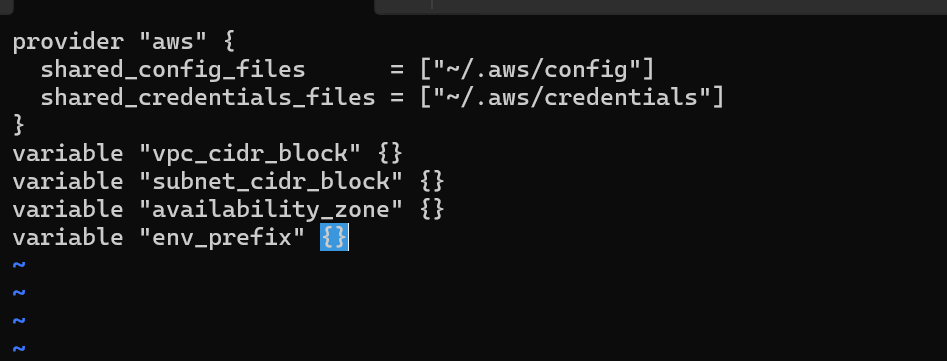 provider "aws" {
  shared_config_files      = ["~/.aws/config"]
  shared_credentials_files = ["~/.aws/credentials"]
}
variable "vpc_cidr_block" {}
variable "subnet_cidr_block" {}
variable "availability_zone" {}
variable "env_prefix" {}
~
~
~
~